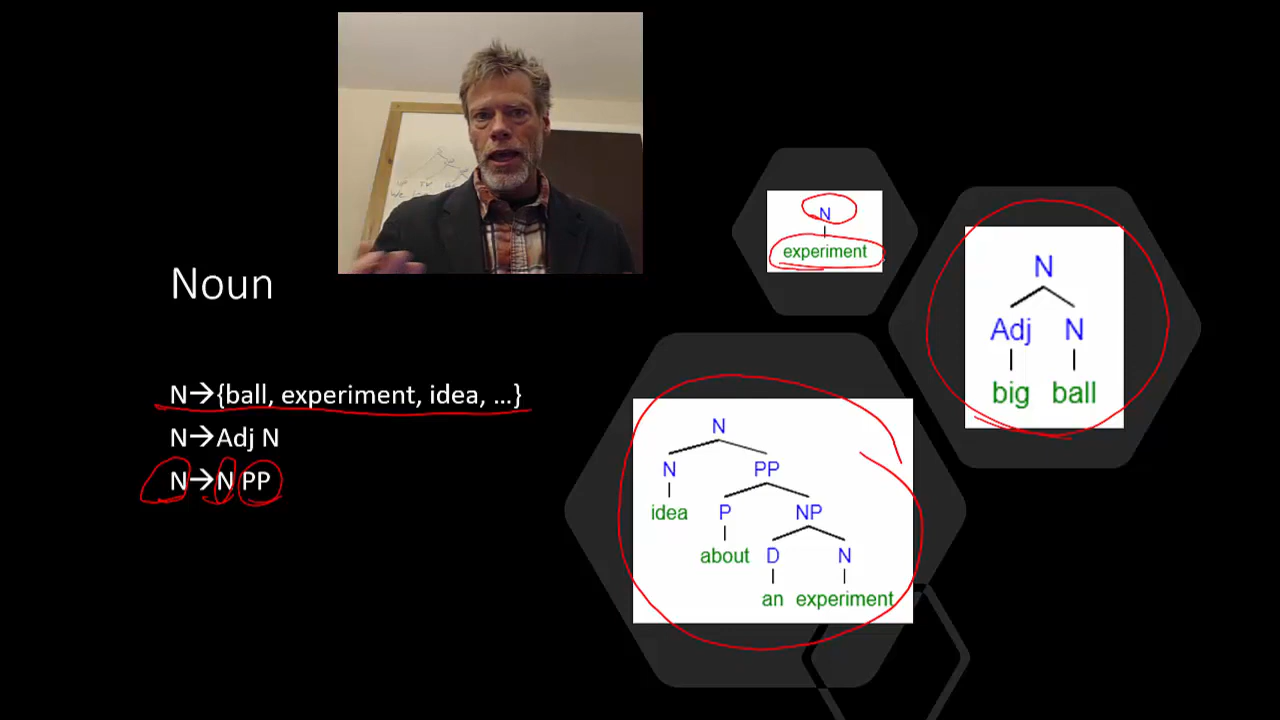 Noun
N→{ball, experiment, idea, ...}
N→Adj N
N→N PP
N
experiment
N
Adj N
big ball
N
N PP
idea P NP
about D N
an experiment